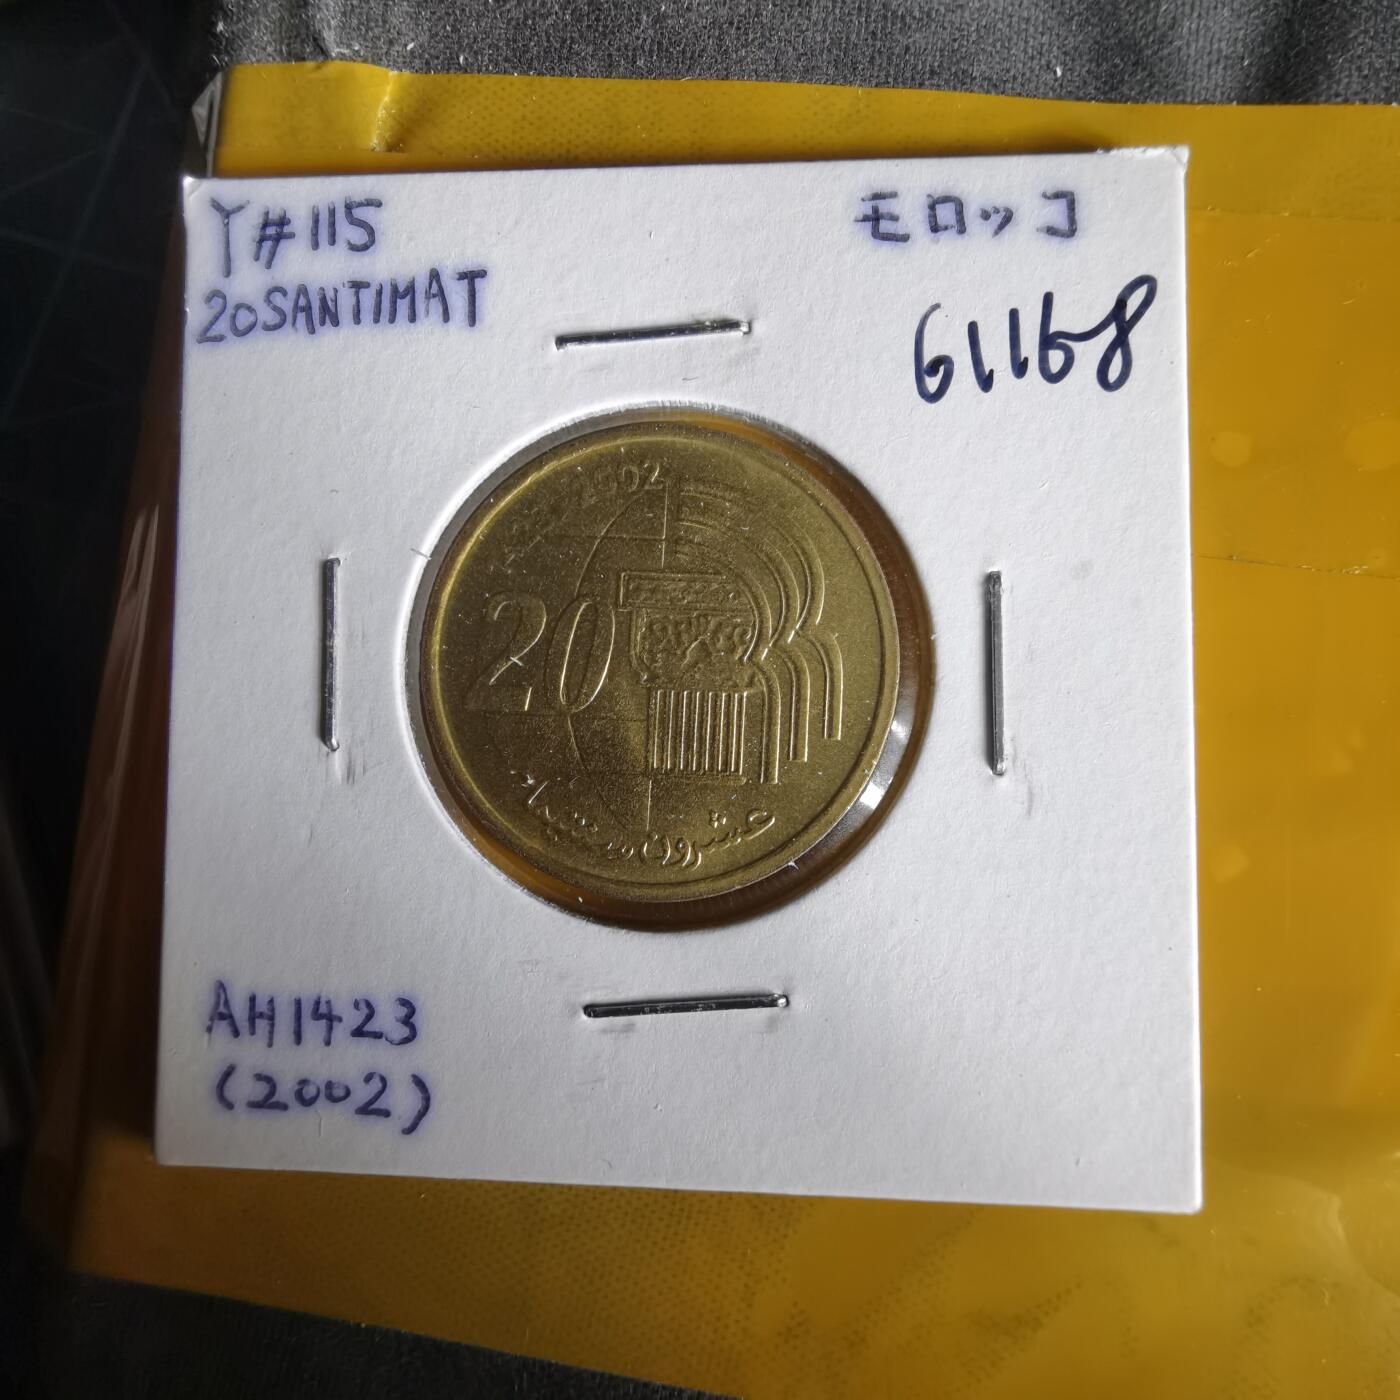 Y#115
20SANTIMAT
モロッコ
61168
1423-2002
20
عشرون سنتيما
AH1423
(2002)